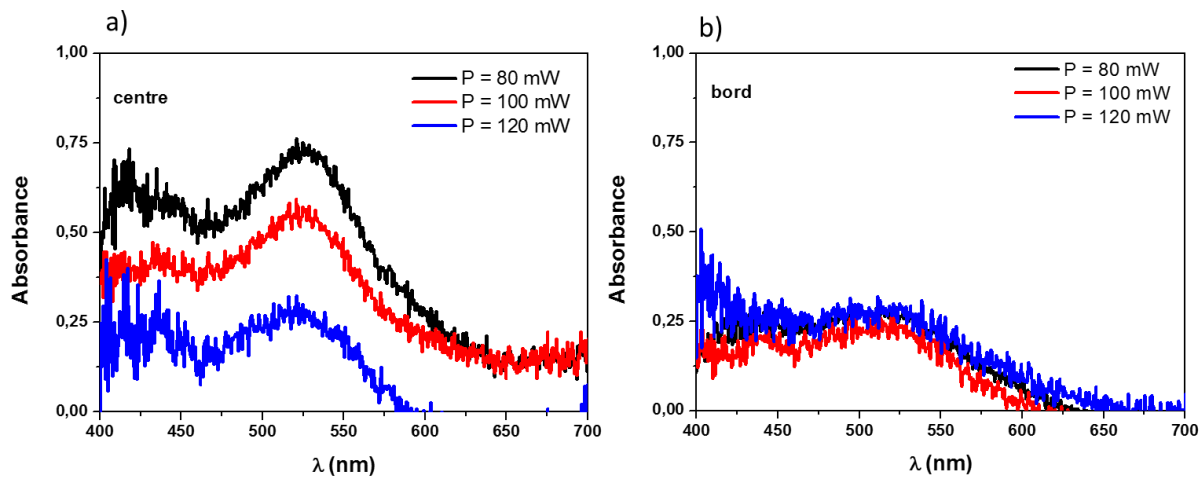 a)
1,00
0,75
0,50
0,25
0,00
Absorbance
centre
P = 80 mW
P = 100 mW
P = 120 mW
400 450 500 550 600 650 700
λ (nm)
b)
1,00
0,75
0,50
0,25
0,00
Absorbance
bord
P = 80 mW
P = 100 mW
P = 120 mW
400 450 500 550 600 650 700
λ (nm)